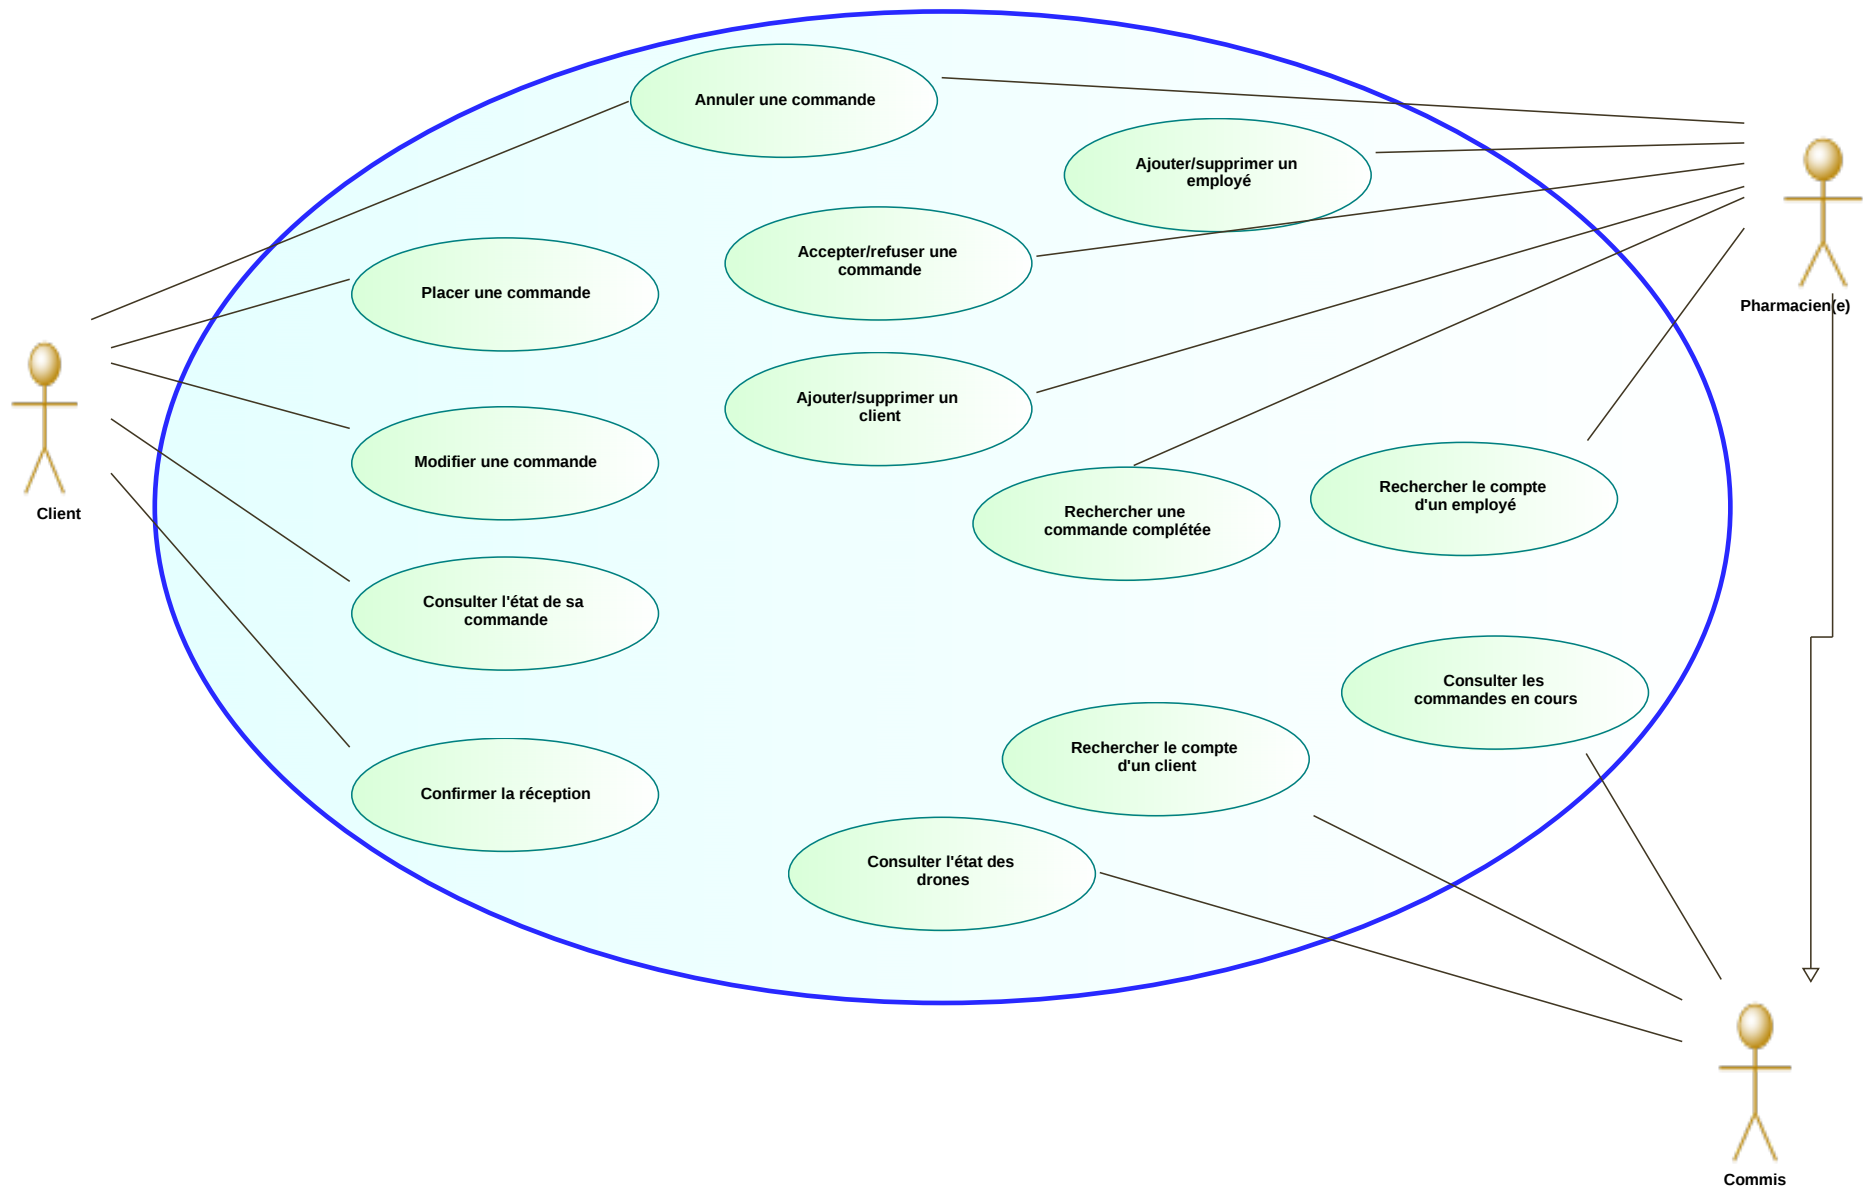 Annuler une commande
Ajouter/supprimer un
employé
Accepter/refuser une
commande
Placer une commande
Pharmacien(e)
Ajouter/supprimer un
client
Modifier une commande
Client
Rechercher une
commande complétée
Rechercher le compte
d'un employé
Consulter l'état de sa
commande
Consulter les
commandes en cours
Rechercher le compte
d'un client
Confirmer la réception
Consulter l'état des
drones
Commis